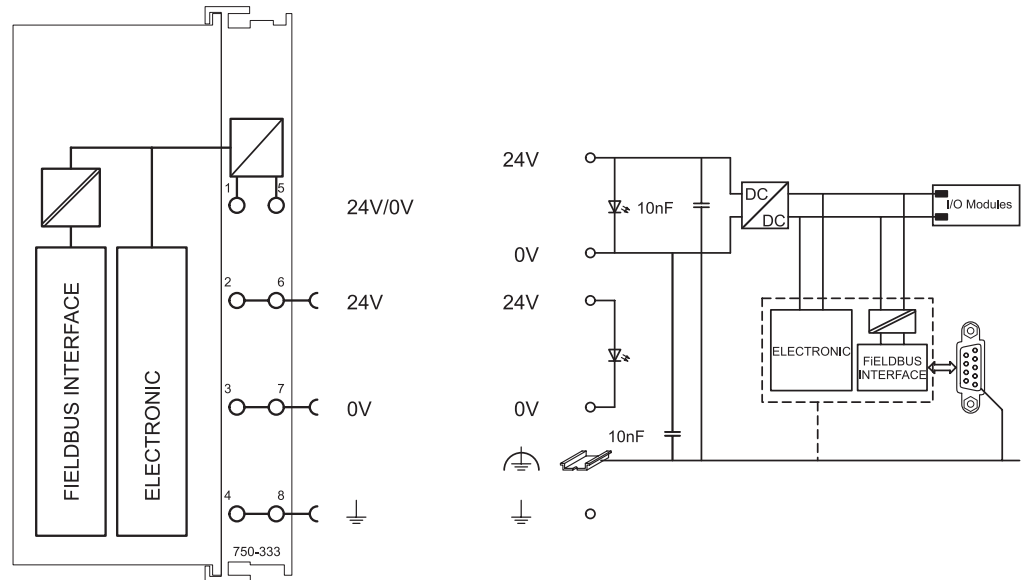 FIELDBUS INTERFACE
ELECTRONIC
1 5
24V/0V
2 6
24V
3 7
0V
4 8
750-333
24V
10nF
DC
DC
I/O Modules
0V
24V
ELECTRONIC
FiELDBUS
INTERFACE
0V
10nF